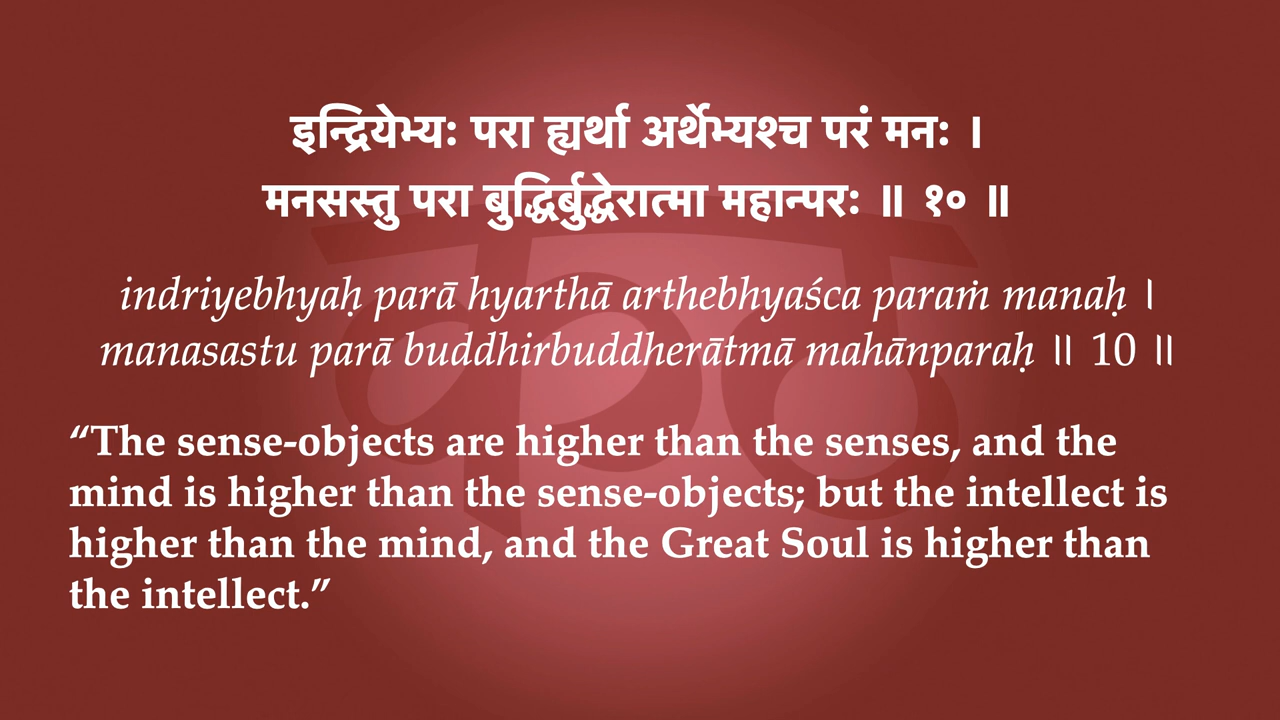 इन्द्रियेभ्यः परा ह्यर्था अर्थेभ्यश्च परं मनः ।
मनसस्तु परा बुद्धिर्बुद्धेरात्मा महान्परः ॥ १० ॥
indriyebhyaḥ parā hyarthā arthebhyaśca paraṁ manaḥ ।
manasastu parā buddhirbuddherātmā mahānparaḥ ॥ 10 ॥
“The sense-objects are higher than the senses, and the
mind is higher than the sense-objects; but the intellect is
higher than the mind, and the Great Soul is higher than
the intellect.”
कठ